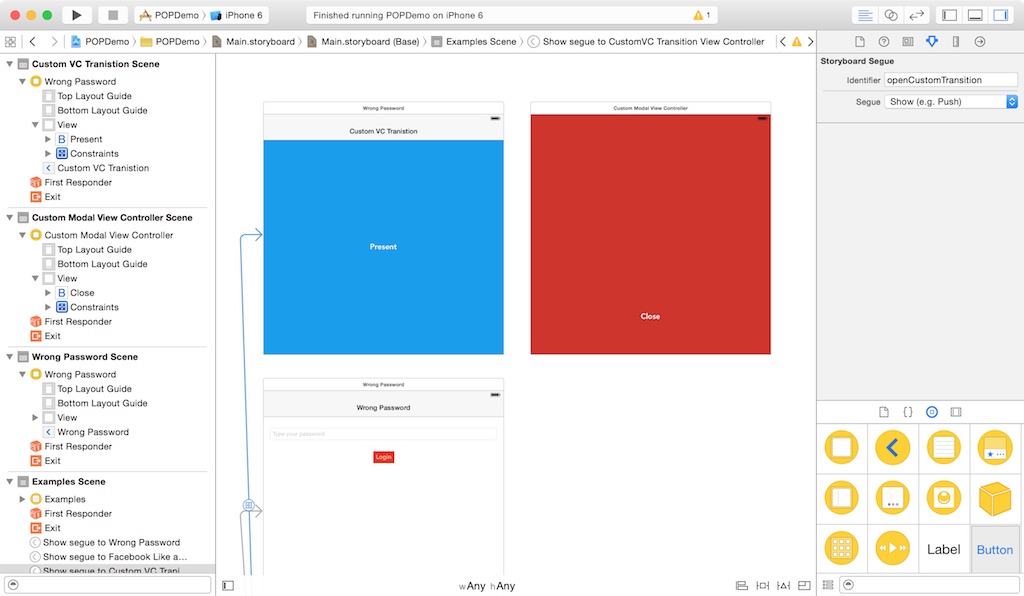 POPDemo iPhone 6
Finished running POPDemo on iPhone 6
1
POPDemo POPDemo Main.storyboard Main.storyboard (Base) Examples Scene Show segue to CustomVC Transition View Controller
Custom VC Tranistion Scene
Wrong Password
Top Layout Guide
Bottom Layout Guide
View
B Present
Constraints
Custom VC Tranistion
First Responder
Exit
Custom Modal View Controller Scene
Custom Modal View Controller
Top Layout Guide
Bottom Layout Guide
View
B Close
Constraints
First Responder
Exit
Wrong Password Scene
Wrong Password
Top Layout Guide
Bottom Layout Guide
View
Wrong Password
First Responder
Exit
Examples Scene
Examples
First Responder
Exit
Show segue to Wrong Password
Show segue to Facebook Like a...
Show segue to Custom VC Trani...
Wrong Password
Custom VC Tranistion
Present
Custom Modal View Controller
Close
Wrong Password
Wrong Password
Type your password
Login
wAny hAny
Storyboard Segue
Identifier openCustomTransition
Segue Show (e.g. Push)
Label
Button